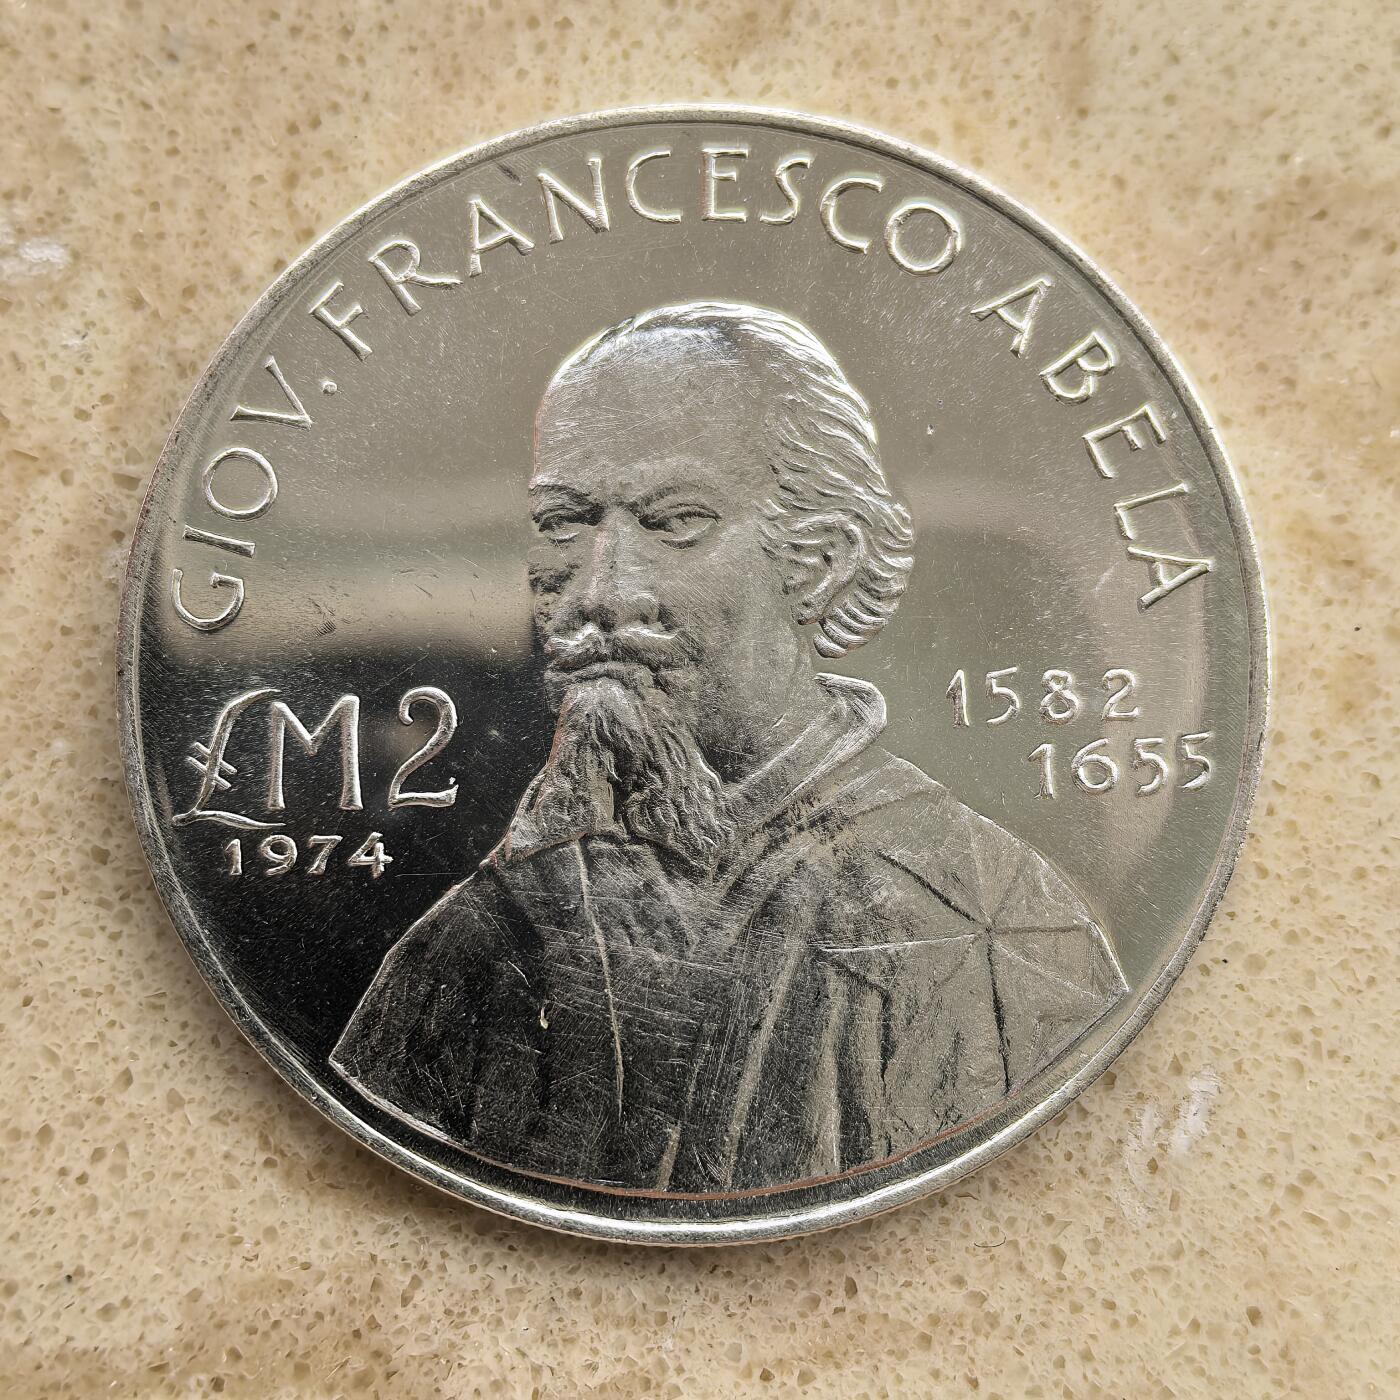 GIOV. FRANCESCO ABELA
£M2
1974
1582
1655